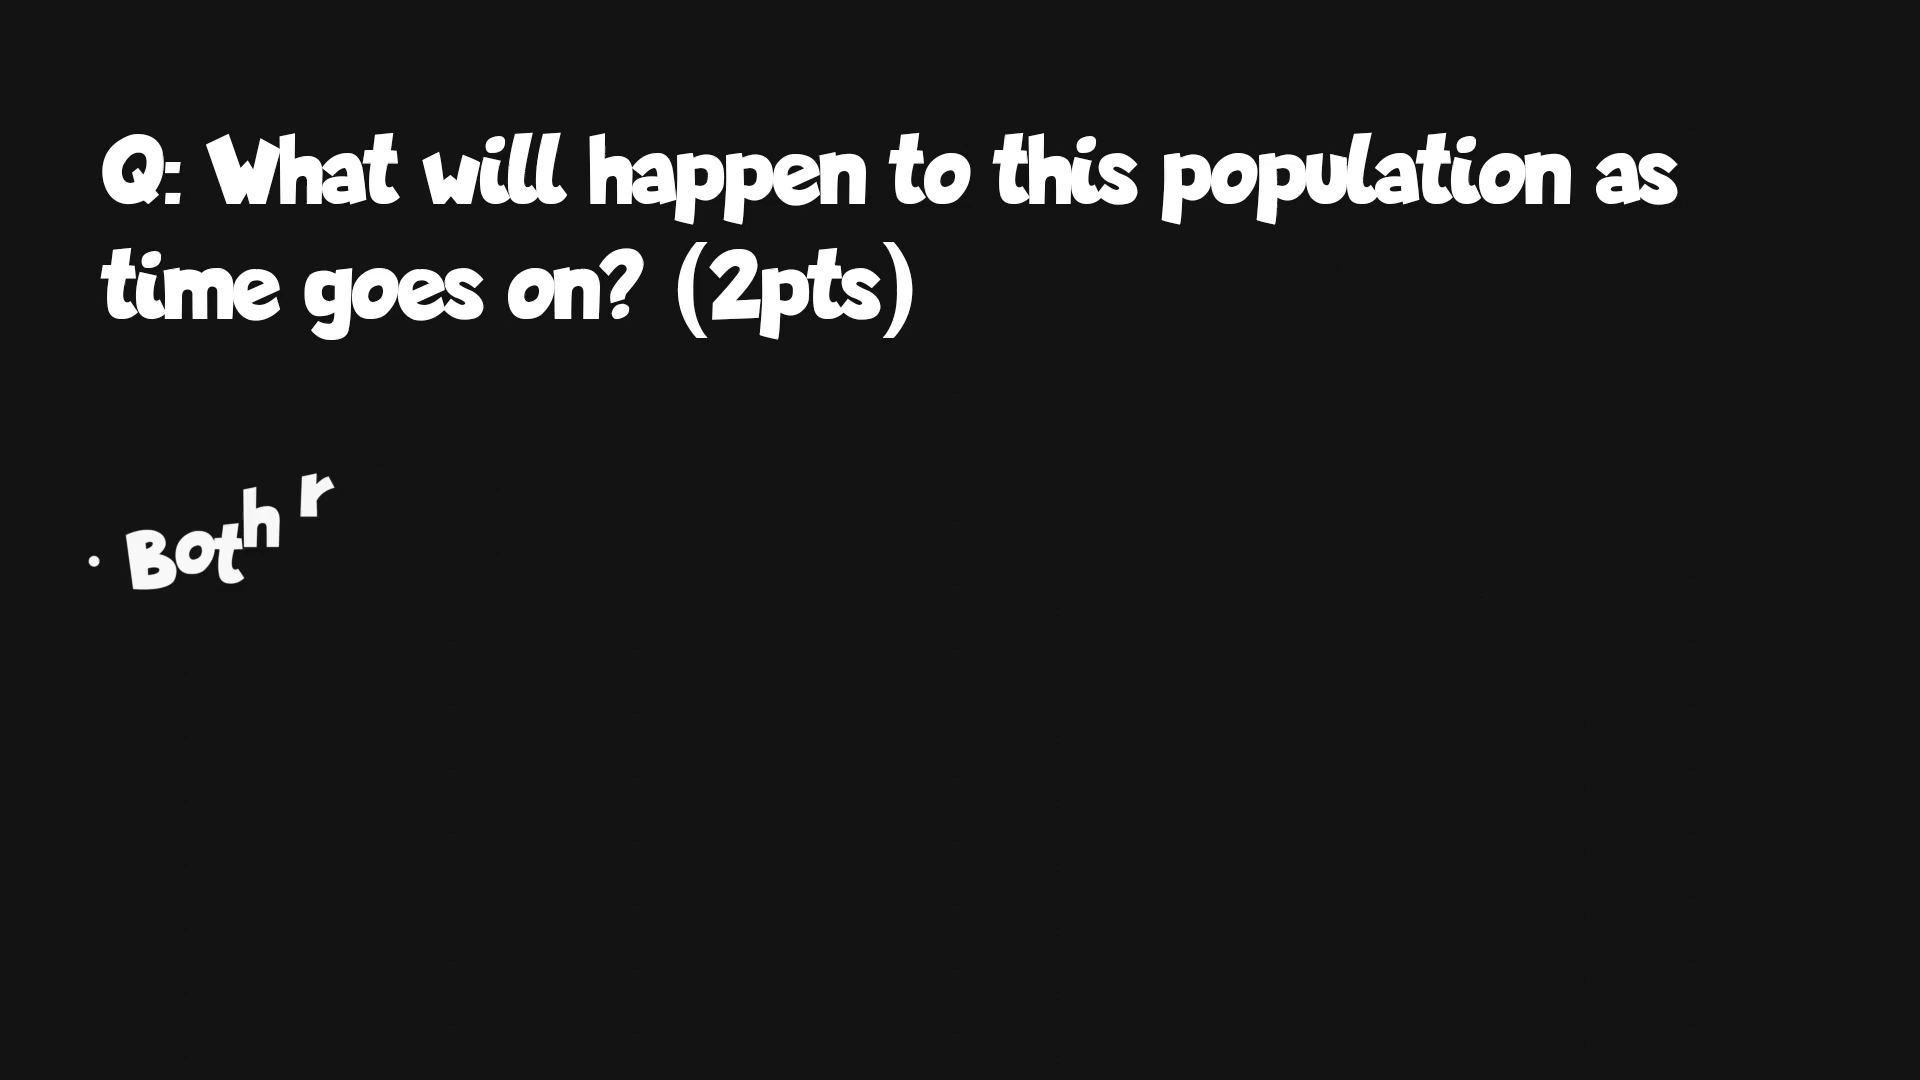 Q: What will happen to this population as
time goes on? (2pts)
• Both r